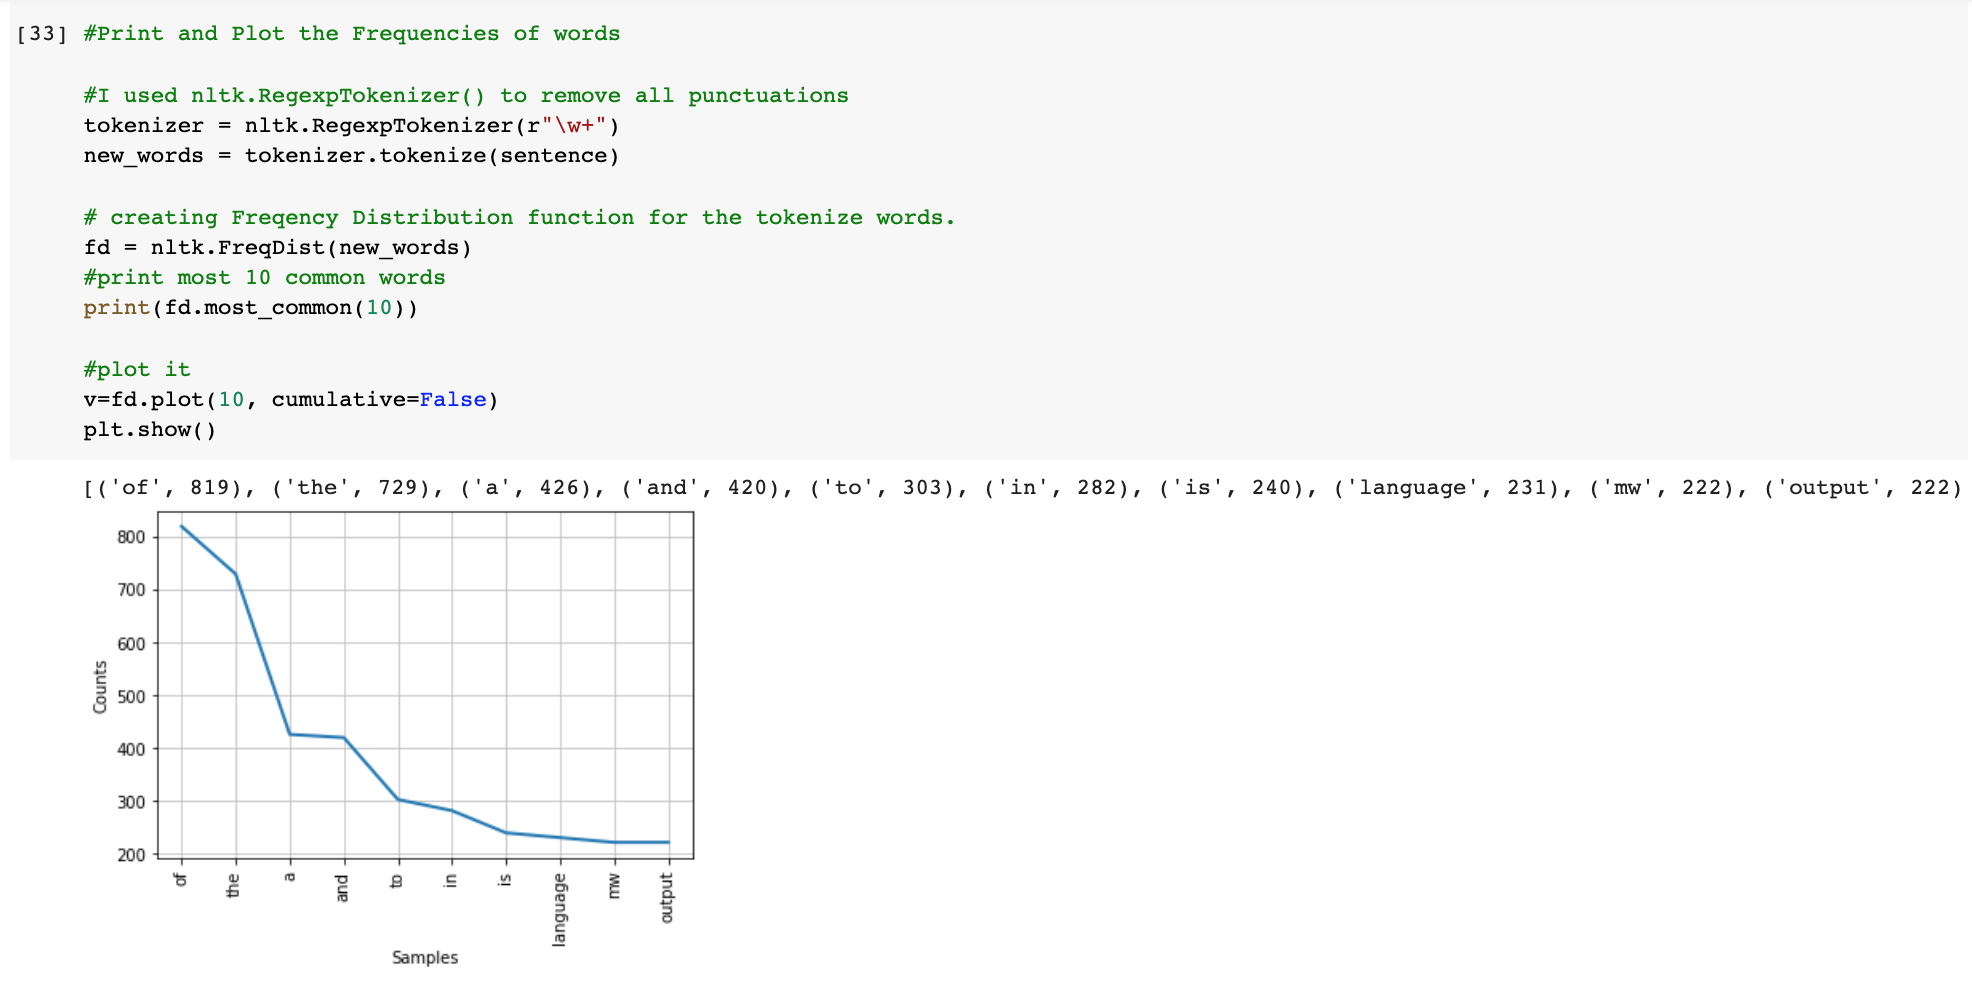 [33] #Print and Plot the Frequencies of words
#I used nltk.RegexpTokenizer() to remove all punctuations
tokenizer = nltk.RegexpTokenizer(r"\w+")
new_words = tokenizer.tokenize(sentence)
# creating Freqency Distribution function for the tokenize words.
fd = nltk.FreqDist(new_words)
#print most 10 common words
print(fd.most_common(10))
#plot it
v=fd.plot(10, cumulative=False)
plt.show()
[('of', 819), ('the', 729), ('a', 426), ('and', 420), ('to', 303), ('in', 282), ('is', 240), ('language', 231), ('mw', 222), ('output', 222)
800
700
600
500
400
300
200
Counts
of the a and to in is language mw output
Samples